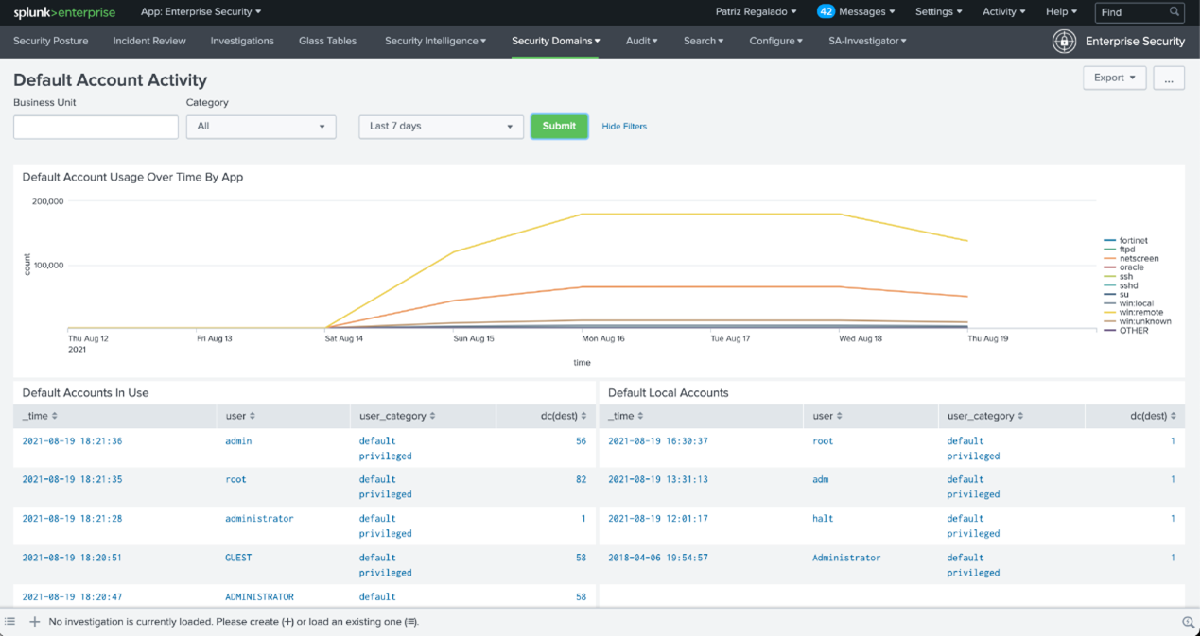 splunk>enterprise App: Enterprise Security Patriz Regalado 42 Messages Settings Activity Help Find
Security Posture Incident Review Investigations Glass Tables Security Intelligence Security Domains Audit Search Configure SA-Investigator Enterprise Security
Default Account Activity Export ...
Business Unit Category
All Last 7 days Submit Hide Filters
Default Account Usage Over Time By App
200,000
100,000
count
fortinet
ftpd
netscreen
oracle
ssh
sshd
su
win:local
win:remote
win:unknown
OTHER
Thu Aug 12 Fri Aug 13 Sat Aug 14 Sun Aug 15 Mon Aug 16 Tue Aug 17 Wed Aug 18 Thu Aug 19
2021
time
Default Accounts In Use
_time user user_category dc(dest)
2021-08-19 18:21:36 admin default 56
privileged
2021-08-19 18:21:35 root default 82
privileged
2021-08-19 18:21:28 administrator default 1
privileged
2021-08-19 18:20:51 GUEST default 58
privileged
2021-08-19 18:20:47 ADMINISTRATOR default 58
Default Local Accounts
_time user user_category dc(dest)
2021-08-19 16:30:37 root default 1
privileged
2021-08-19 13:31:13 adm default 1
privileged
2021-08-19 12:01:17 halt default 1
privileged
2018-04-06 19:54:57 Administrator default 1
privileged
No investigation is currently loaded. Please create (+) or load an existing one (≡).